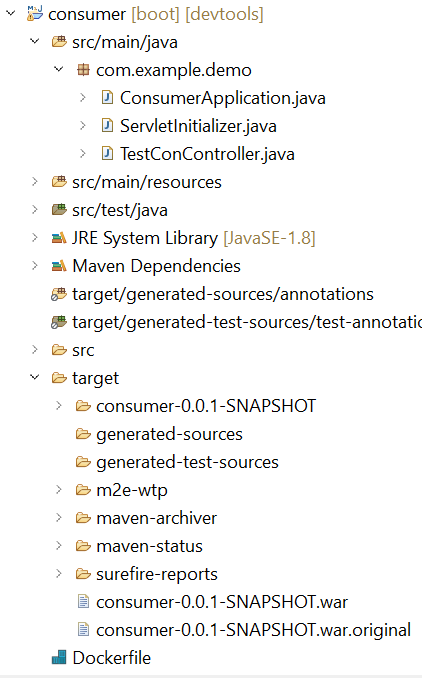 consumer [boot] [devtools]
src/main/java
com.example.demo
ConsumerApplication.java
ServletInitializer.java
TestConController.java
src/main/resources
src/test/java
JRE System Library [JavaSE-1.8]
Maven Dependencies
target/generated-sources/annotations
target/generated-test-sources/test-annotatic
src
target
consumer-0.0.1-SNAPSHOT
generated-sources
generated-test-sources
m2e-wtp
maven-archiver
maven-status
surefire-reports
consumer-0.0.1-SNAPSHOT.war
consumer-0.0.1-SNAPSHOT.war.original
Dockerfile